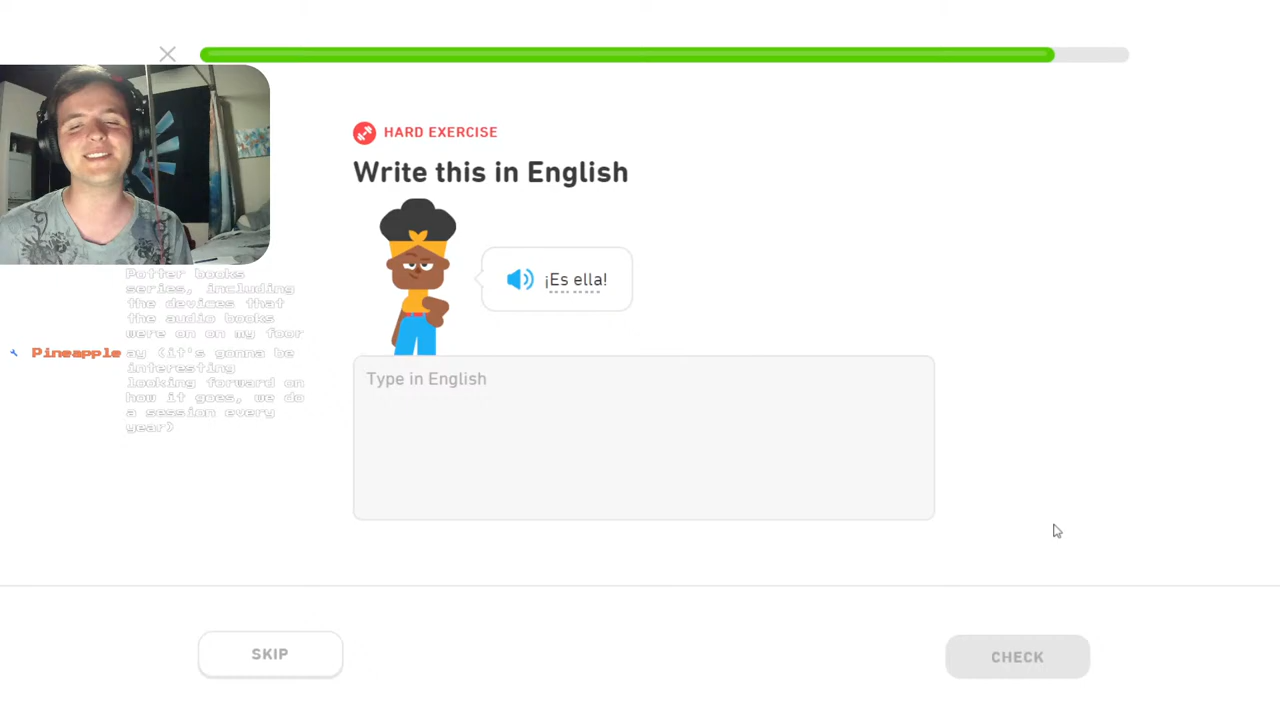 HARD EXERCISE
Write this in English
¡Es ella!
Potter books
series, including
the devices that
the audio books
were on on my four
Pineapple ay (it's gonna be
interesting
looking forward on
how it goes, we do
a session every
year)
Type in English
SKIP
CHECK